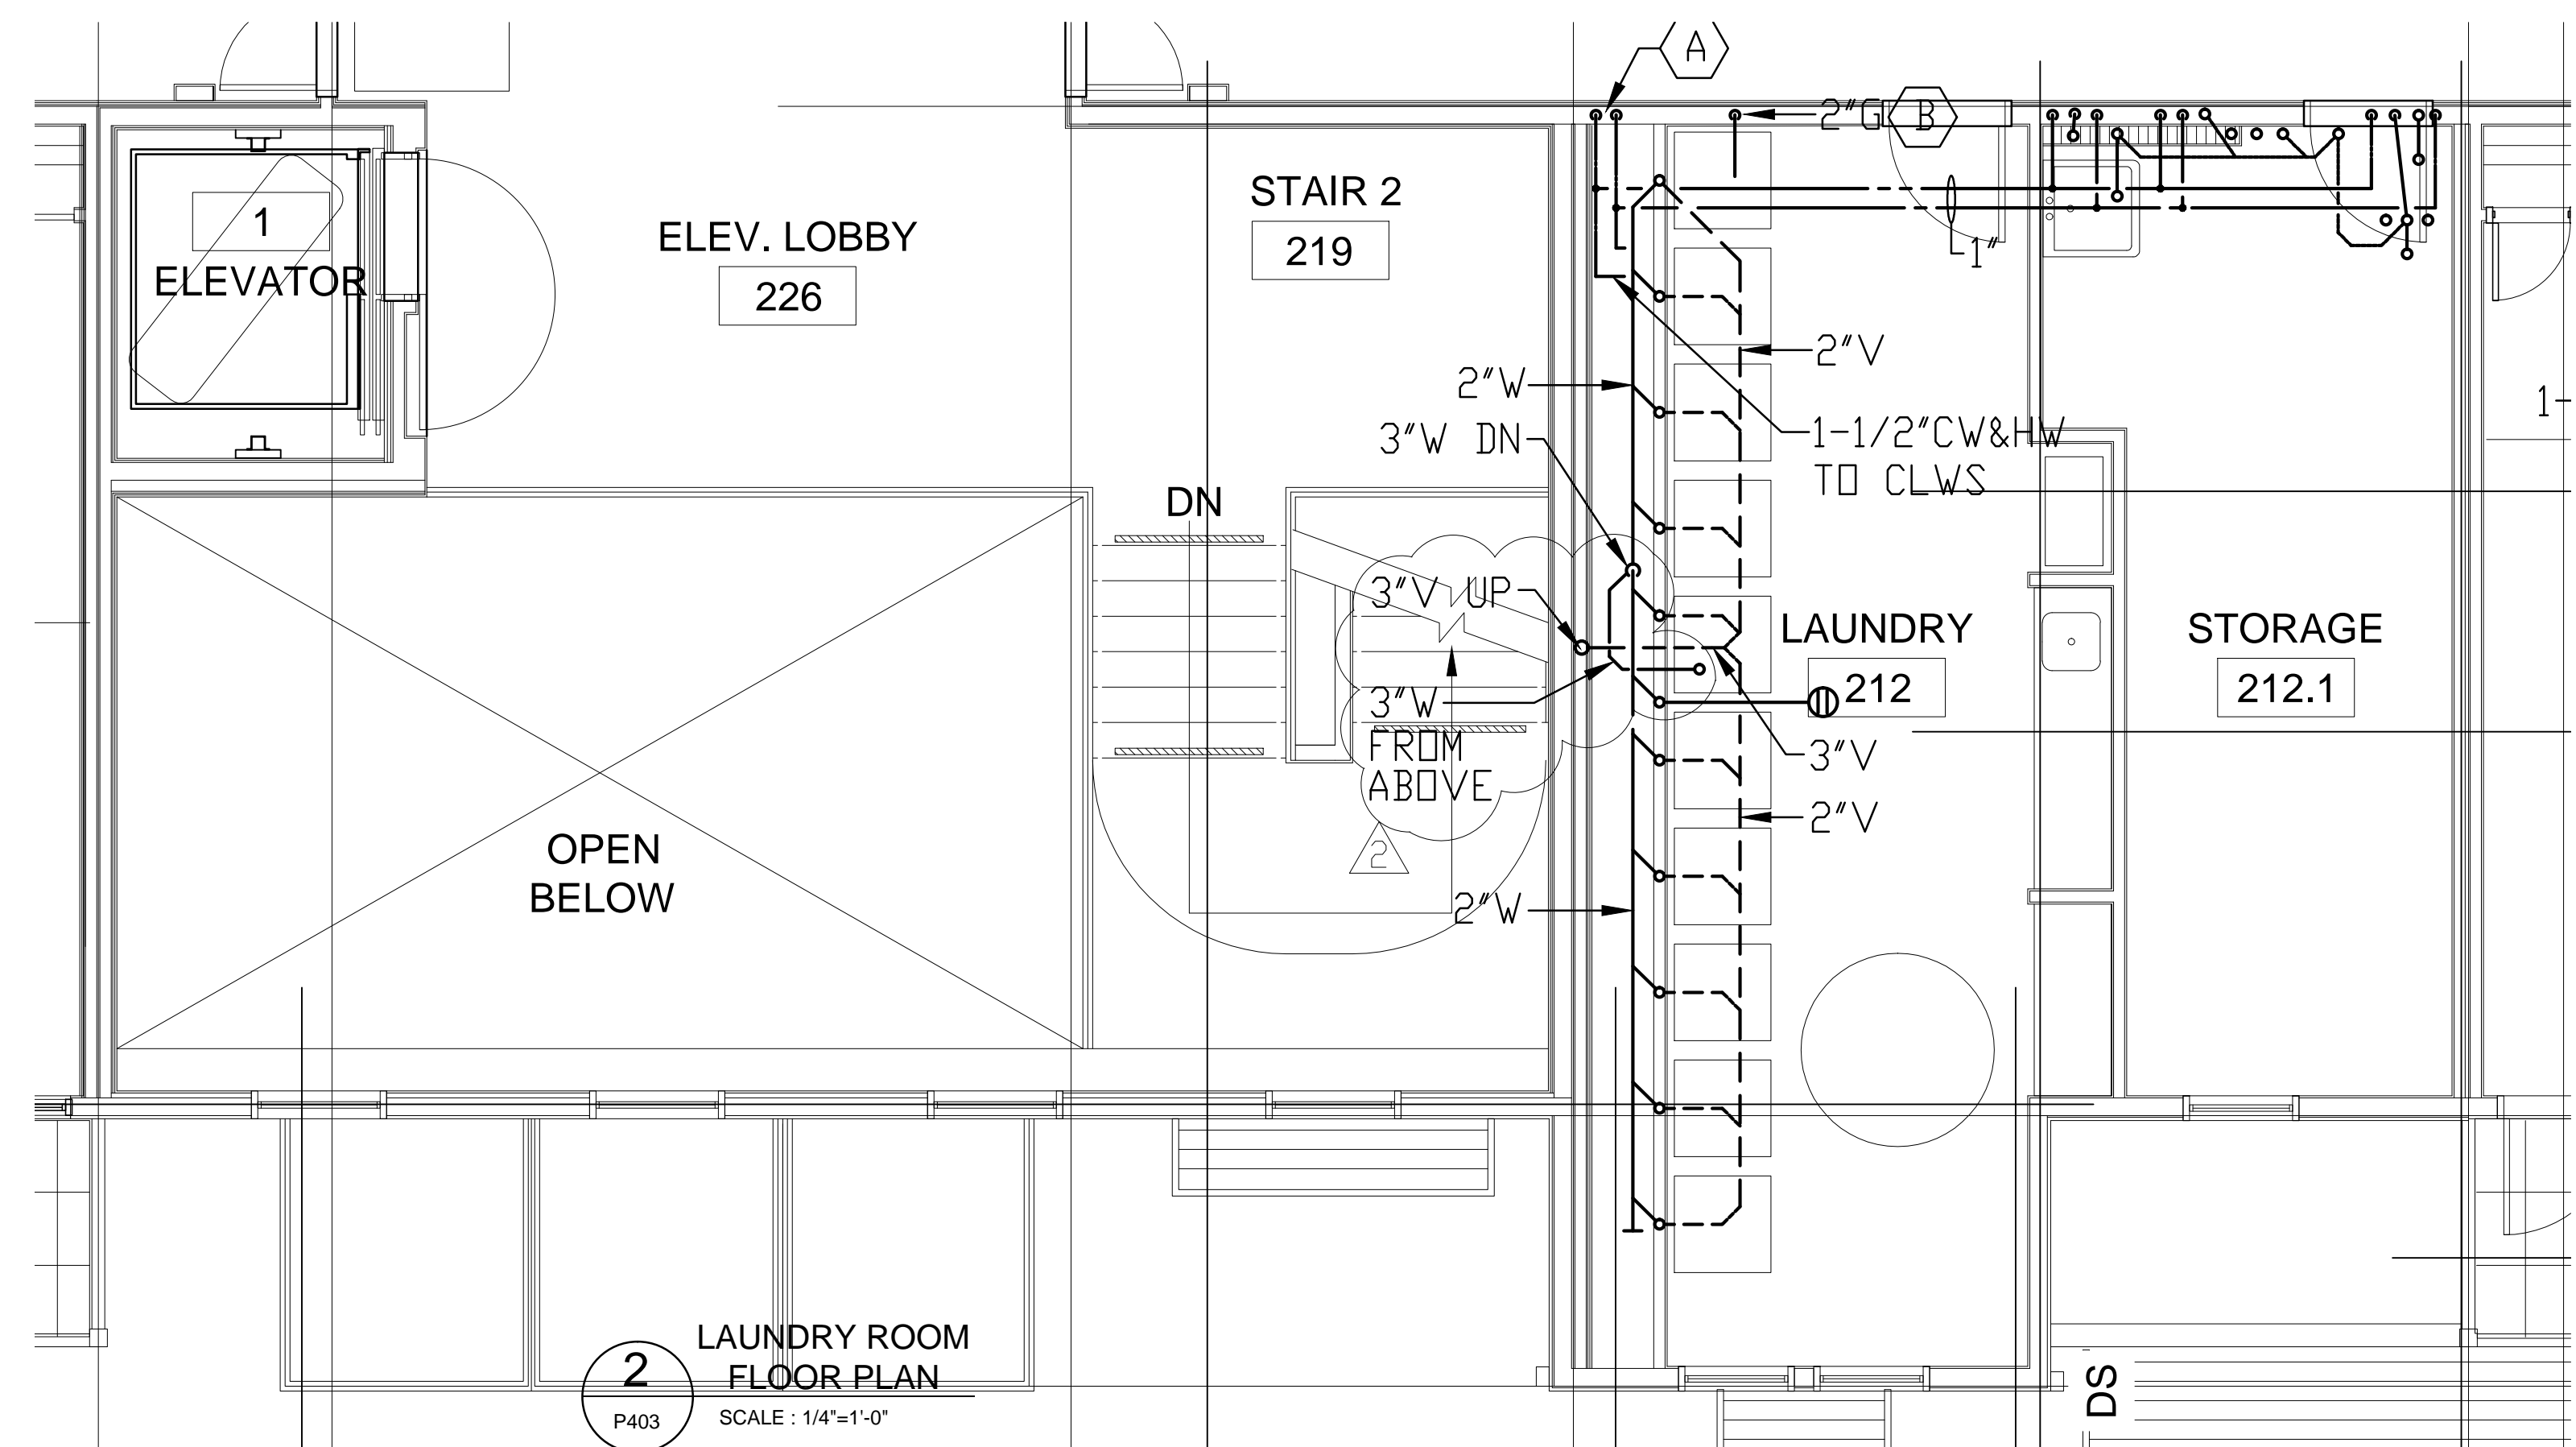 A
2"G
B
1
ELEVATOR
ELEV. LOBBY
226
STAIR 2
219
1"
2"V
2"W
1-1/2"CW&HW
TO CLWS
3"W DN
1-
DN
3"V UP
LAUNDRY
212
STORAGE
212.1
3"W
FROM
ABOVE
3"V
2"V
2
OPEN
BELOW
2"W
2
P403
LAUNDRY ROOM
FLOOR PLAN
SCALE : 1/4"=1'-0"
DS